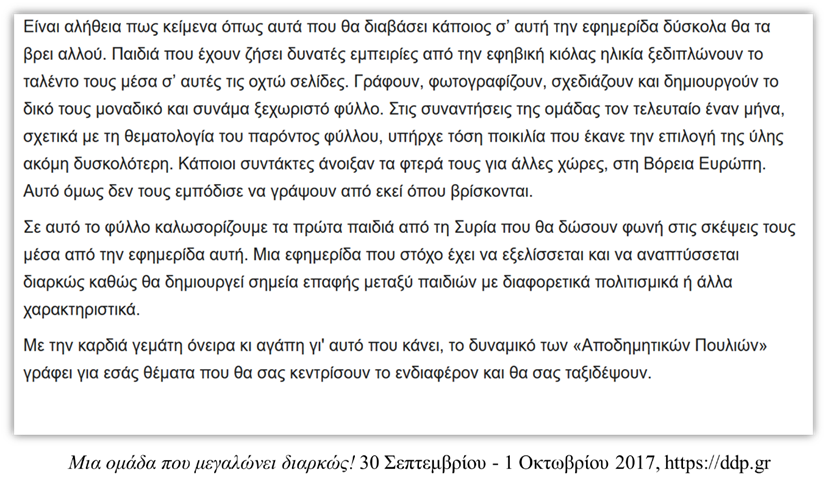 Είναι αλήθεια πως κείμενα όπως αυτά που θα διαβάσει κάποιος σ’ αυτή την εφημερίδα δύσκολα θα τα
βρει αλλού. Παιδιά που έχουν ζήσει δυνατές εμπειρίες από την εφηβική κιόλας ηλικία ξεδιπλώνουν το
ταλέντο τους μέσα σ’ αυτές τις οχτώ σελίδες. Γράφουν, φωτογραφίζουν, σχεδιάζουν και δημιουργούν το
δικό τους μοναδικό και συνάμα ξεχωριστό φύλλο. Στις συναντήσεις της ομάδας τον τελευταίο έναν μήνα,
σχετικά με τη θεματολογία του παρόντος φύλλου, υπήρχε τόση ποικιλία που έκανε την επιλογή της ύλης
ακόμη δυσκολότερη. Κάποιοι συντάκτες άνοιξαν τα φτερά τους για άλλες χώρες, στη Βόρεια Ευρώπη.
Αυτό όμως δεν τους εμπόδισε να γράψουν από εκεί όπου βρίσκονται.
Σε αυτό το φύλλο καλωσορίζουμε τα πρώτα παιδιά από τη Συρία που θα δώσουν φωνή στις σκέψεις τους
μέσα από την εφημερίδα αυτή. Μια εφημερίδα που στόχο έχει να εξελίσσεται και να αναπτύσσεται
διαρκώς καθώς θα δημιουργεί σημεία επαφής μεταξύ παιδιών με διαφορετικά πολιτισμικά ή άλλα
χαρακτηριστικά.
Με την καρδιά γεμάτη όνειρα κι αγάπη γι' αυτό που κάνει, το δυναμικό των «Αποδημητικών Πουλιών»
γράφει για εσάς θέματα που θα σας κεντρίσουν το ενδιαφέρον και θα σας ταξιδέψουν.
Μια ομάδα που μεγαλώνει διαρκώς! 30 Σεπτεμβρίου - 1 Οκτωβρίου 2017, https://ddp.gr